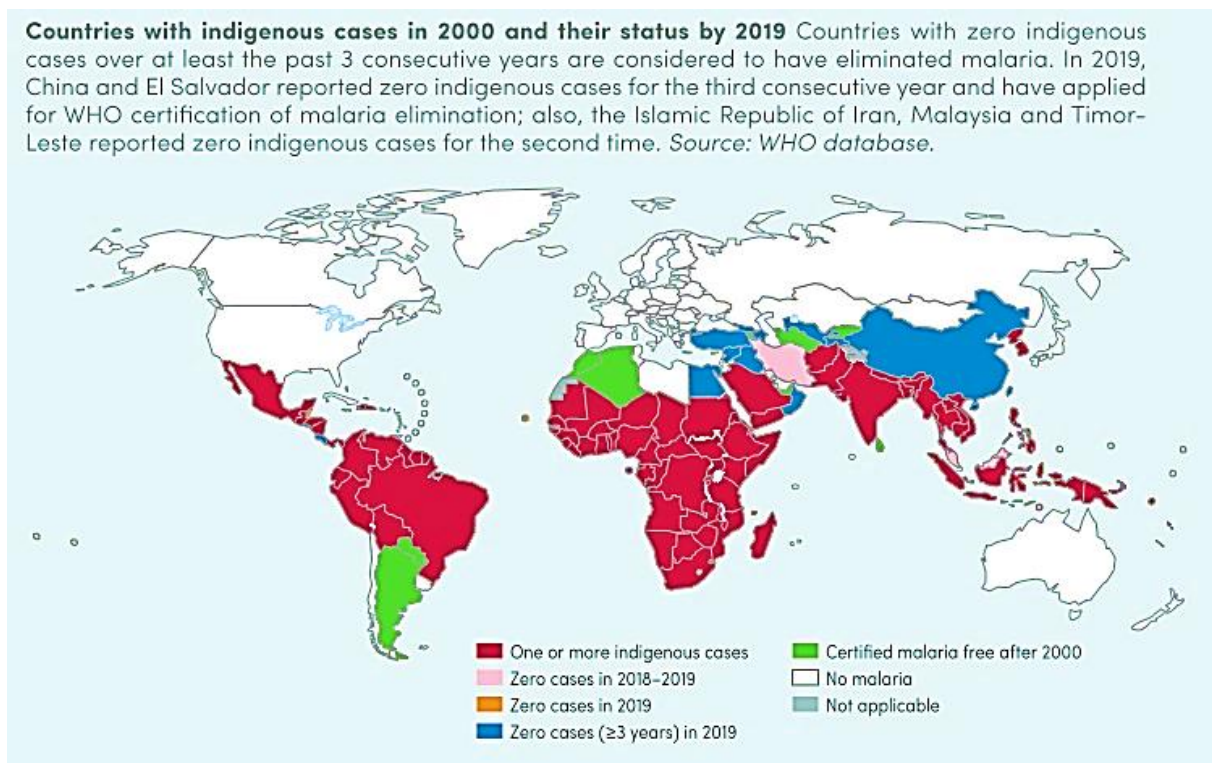 Countries with indigenous cases in 2000 and their status by 2019 Countries with zero indigenous
cases over at least the past 3 consecutive years are considered to have eliminated malaria. In 2019,
China and El Salvador reported zero indigenous cases for the third consecutive year and have applied
for WHO certification of malaria elimination; also, the Islamic Republic of Iran, Malaysia and Timor-
Leste reported zero indigenous cases for the second time. Source: WHO database.
One or more indigenous cases
Zero cases in 2018–2019
Zero cases in 2019
Zero cases (≥3 years) in 2019
Certified malaria free after 2000
No malaria
Not applicable